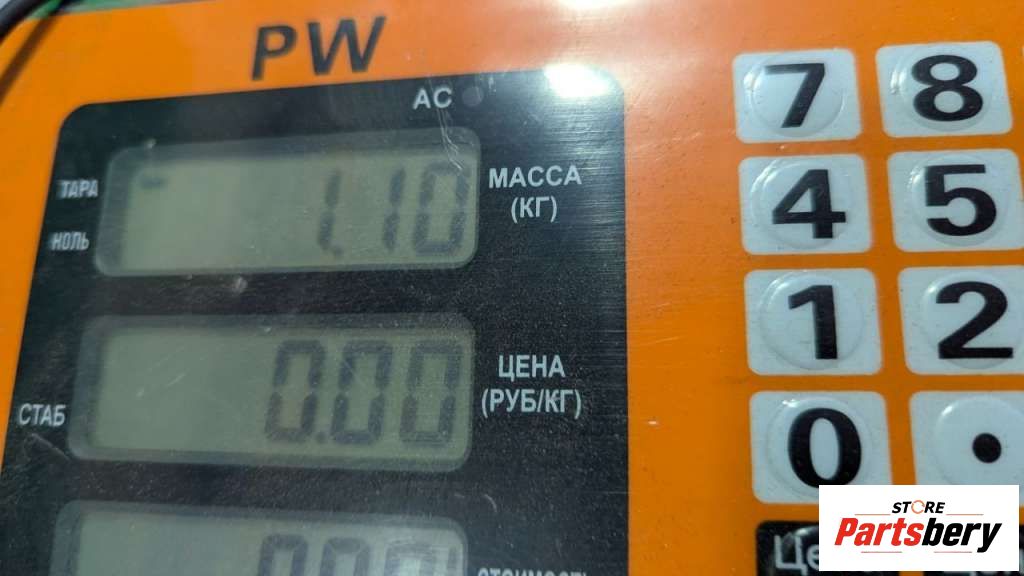 PW
AC
ТАРА
НОЛЬ
1.10
МАССА
(КГ)
СТАБ
0.00
ЦЕНА
(РУБ/КГ)
7 8
4 5
1 2
0 .
STORE
Partsbery